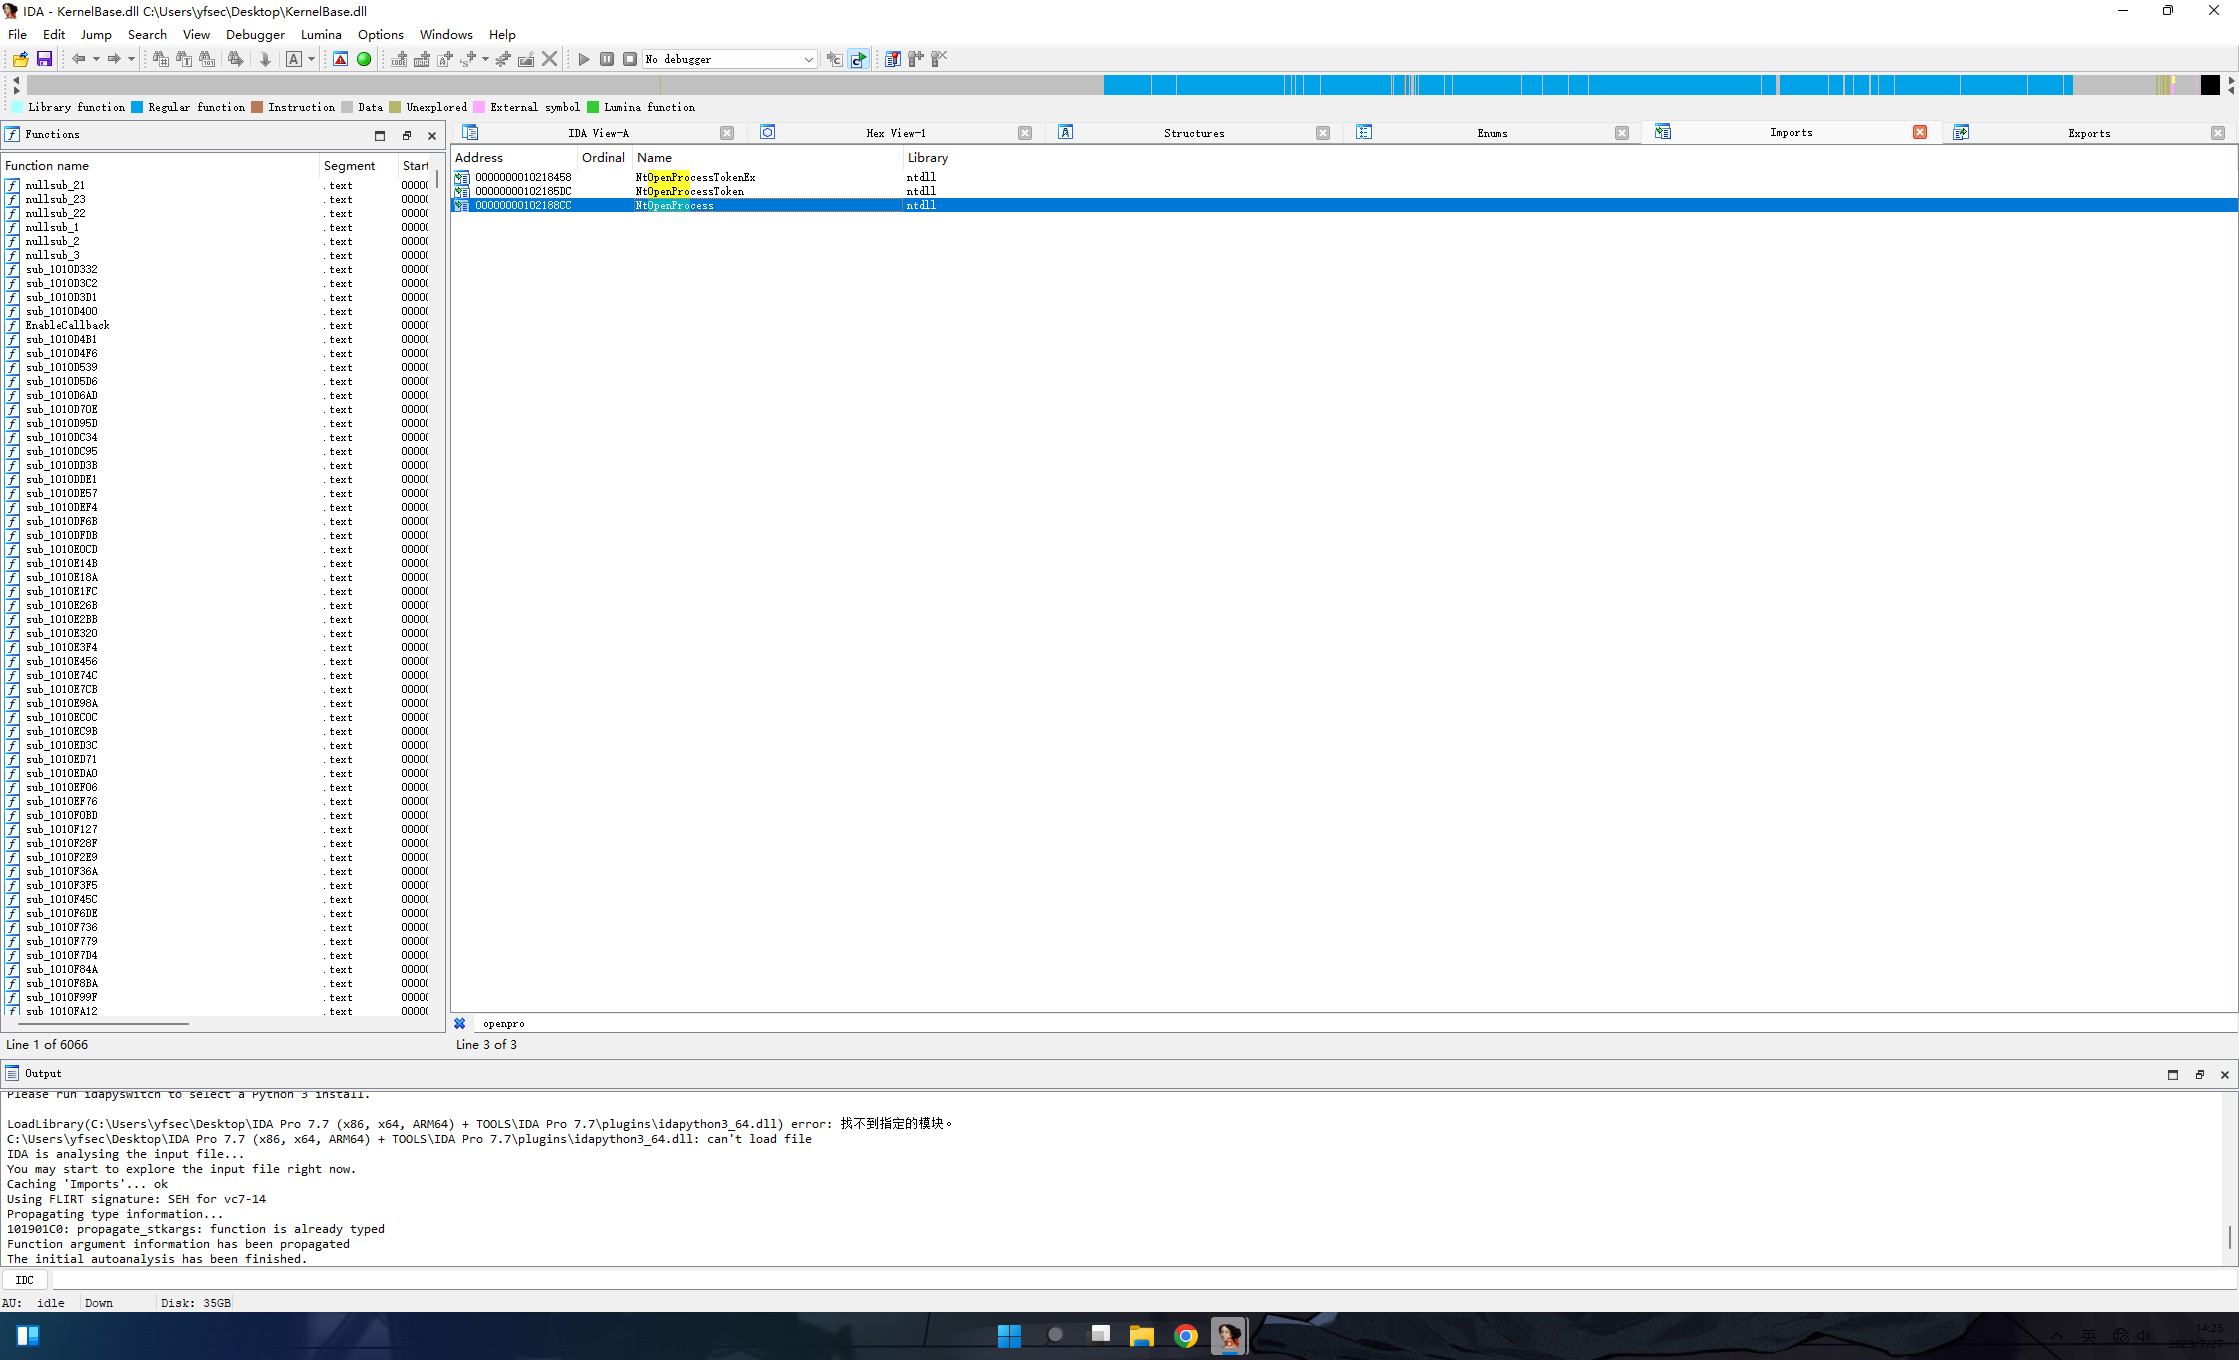 IDA - KernelBase.dll C:\Users\yfsec\Desktop\KernelBase.dll
File Edit Jump Search View Debugger Lumina Options Windows Help
No debugger
Library function Regular function Instruction Data Unexplored External symbol Lumina function
Functions
IDA View-A Hex View-1 Structures Enums Imports Exports
Function name Segment Start
nullsub_21 .text 0000
nullsub_23 .text 0000
nullsub_22 .text 0000
nullsub_1 .text 0000
nullsub_2 .text 0000
nullsub_3 .text 0000
sub_1010D332 .text 0000
sub_1010D3C2 .text 0000
sub_1010D3D1 .text 0000
sub_1010D400 .text 0000
EnableCallback .text 0000
sub_1010D4B1 .text 0000
sub_1010D4F6 .text 0000
sub_1010D539 .text 0000
sub_1010D5D6 .text 0000
sub_1010D6AD .text 0000
sub_1010D70E .text 0000
sub_1010D95D .text 0000
sub_1010DC34 .text 0000
sub_1010DC95 .text 0000
sub_1010DD3B .text 0000
sub_1010DDE1 .text 0000
sub_1010DE57 .text 0000
sub_1010DEF4 .text 0000
sub_1010DF6B .text 0000
sub_1010DFDB .text 0000
sub_1010E0CD .text 0000
sub_1010E14B .text 0000
sub_1010E18A .text 0000
sub_1010E1FC .text 0000
sub_1010E26B .text 0000
sub_1010E2BB .text 0000
sub_1010E320 .text 0000
sub_1010E3F4 .text 0000
sub_1010E456 .text 0000
sub_1010E74C .text 0000
sub_1010E7CB .text 0000
sub_1010E98A .text 0000
sub_1010EC0C .text 0000
sub_1010EC9B .text 0000
sub_1010ED3C .text 0000
sub_1010ED71 .text 0000
sub_1010EDA0 .text 0000
sub_1010EF06 .text 0000
sub_1010EF76 .text 0000
sub_1010F0BD .text 0000
sub_1010F127 .text 0000
sub_1010F28F .text 0000
sub_1010F2E9 .text 0000
sub_1010F36A .text 0000
sub_1010F3F5 .text 0000
sub_1010F45C .text 0000
sub_1010F6DE .text 0000
sub_1010F736 .text 0000
sub_1010F779 .text 0000
sub_1010F7D4 .text 0000
sub_1010F84A .text 0000
sub_1010F8BA .text 0000
sub_1010F99F .text 0000
sub_1010FA12 .text 0000
Line 1 of 6066
Address Ordinal Name Library
0000000010218458 NtOpenProcessTokenEx ntdll
00000000102185DC NtOpenProcessToken ntdll
00000000102188CC NtOpenProcess ntdll
openpro
Line 3 of 3
Output
Please run idapyswitch to select a Python 3 install.
LoadLibrary(C:\Users\yfsec\Desktop\IDA Pro 7.7 (x86, x64, ARM64) + TOOLS\IDA Pro 7.7\plugins\idapython3_64.dll) error: 找不到指定的模块。
C:\Users\yfsec\Desktop\IDA Pro 7.7 (x86, x64, ARM64) + TOOLS\IDA Pro 7.7\plugins\idapython3_64.dll: can't load file
IDA is analysing the input file...
You may start to explore the input file right now.
Caching 'Imports'... ok
Using FLIRT signature: SEH for vc7-14
Propagating type information...
101901C0: propagate_stkargs: function is already typed
Function argument information has been propagated
The initial autoanalysis has been finished.
IDC
AU: idle Down Disk: 35GB
英
14:23
2023/7/27